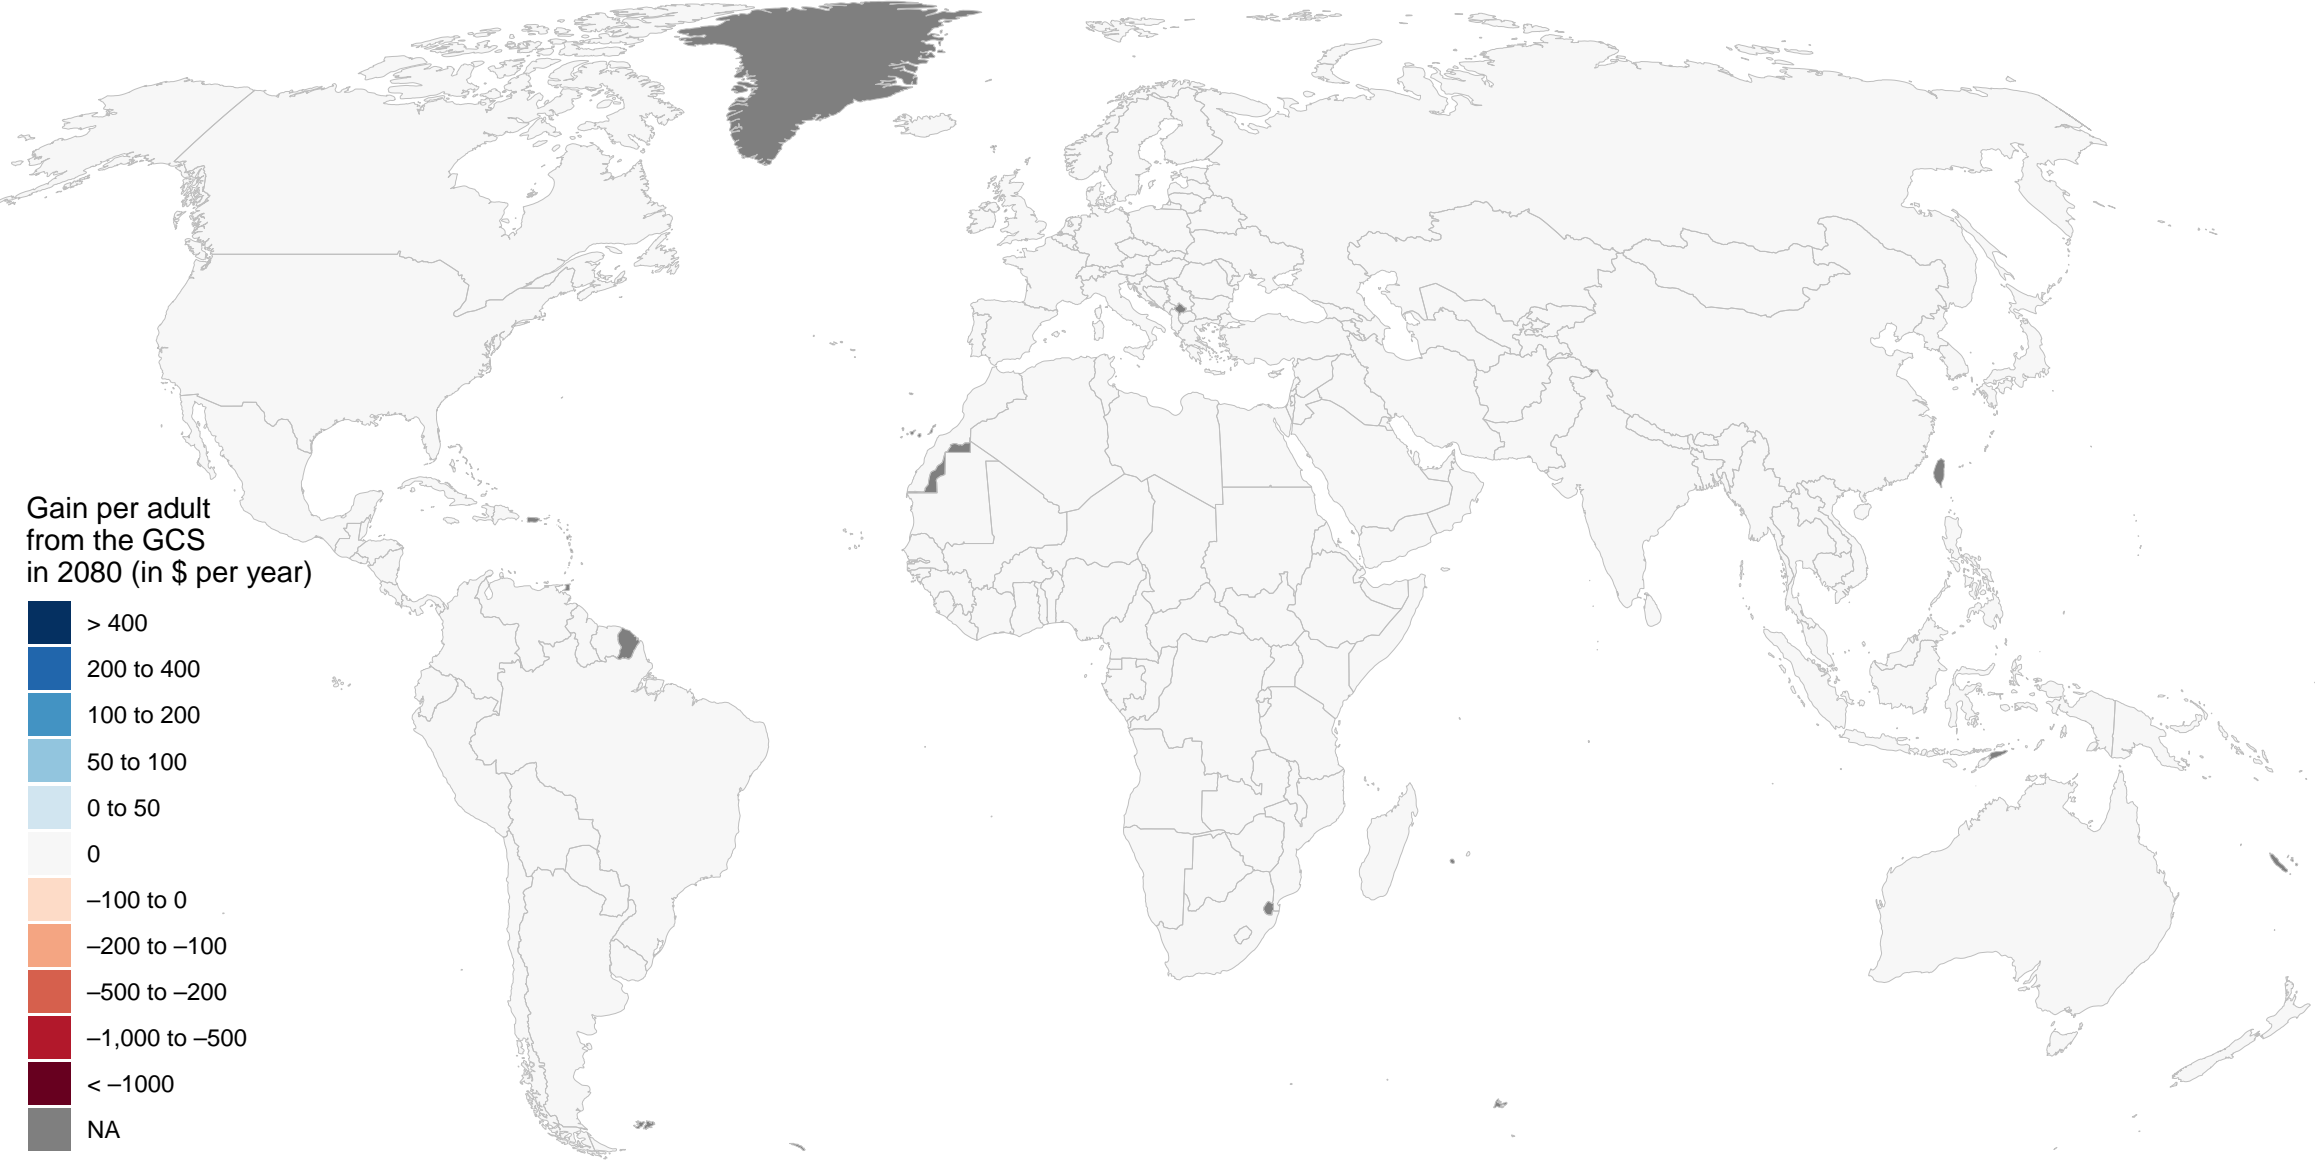 Gain per adult
from the GCS
in 2080 (in $ per year)
> 400
200 to 400
100 to 200
50 to 100
0 to 50
0
–100 to 0
–200 to –100
–500 to –200
–1,000 to –500
< –1000
NA